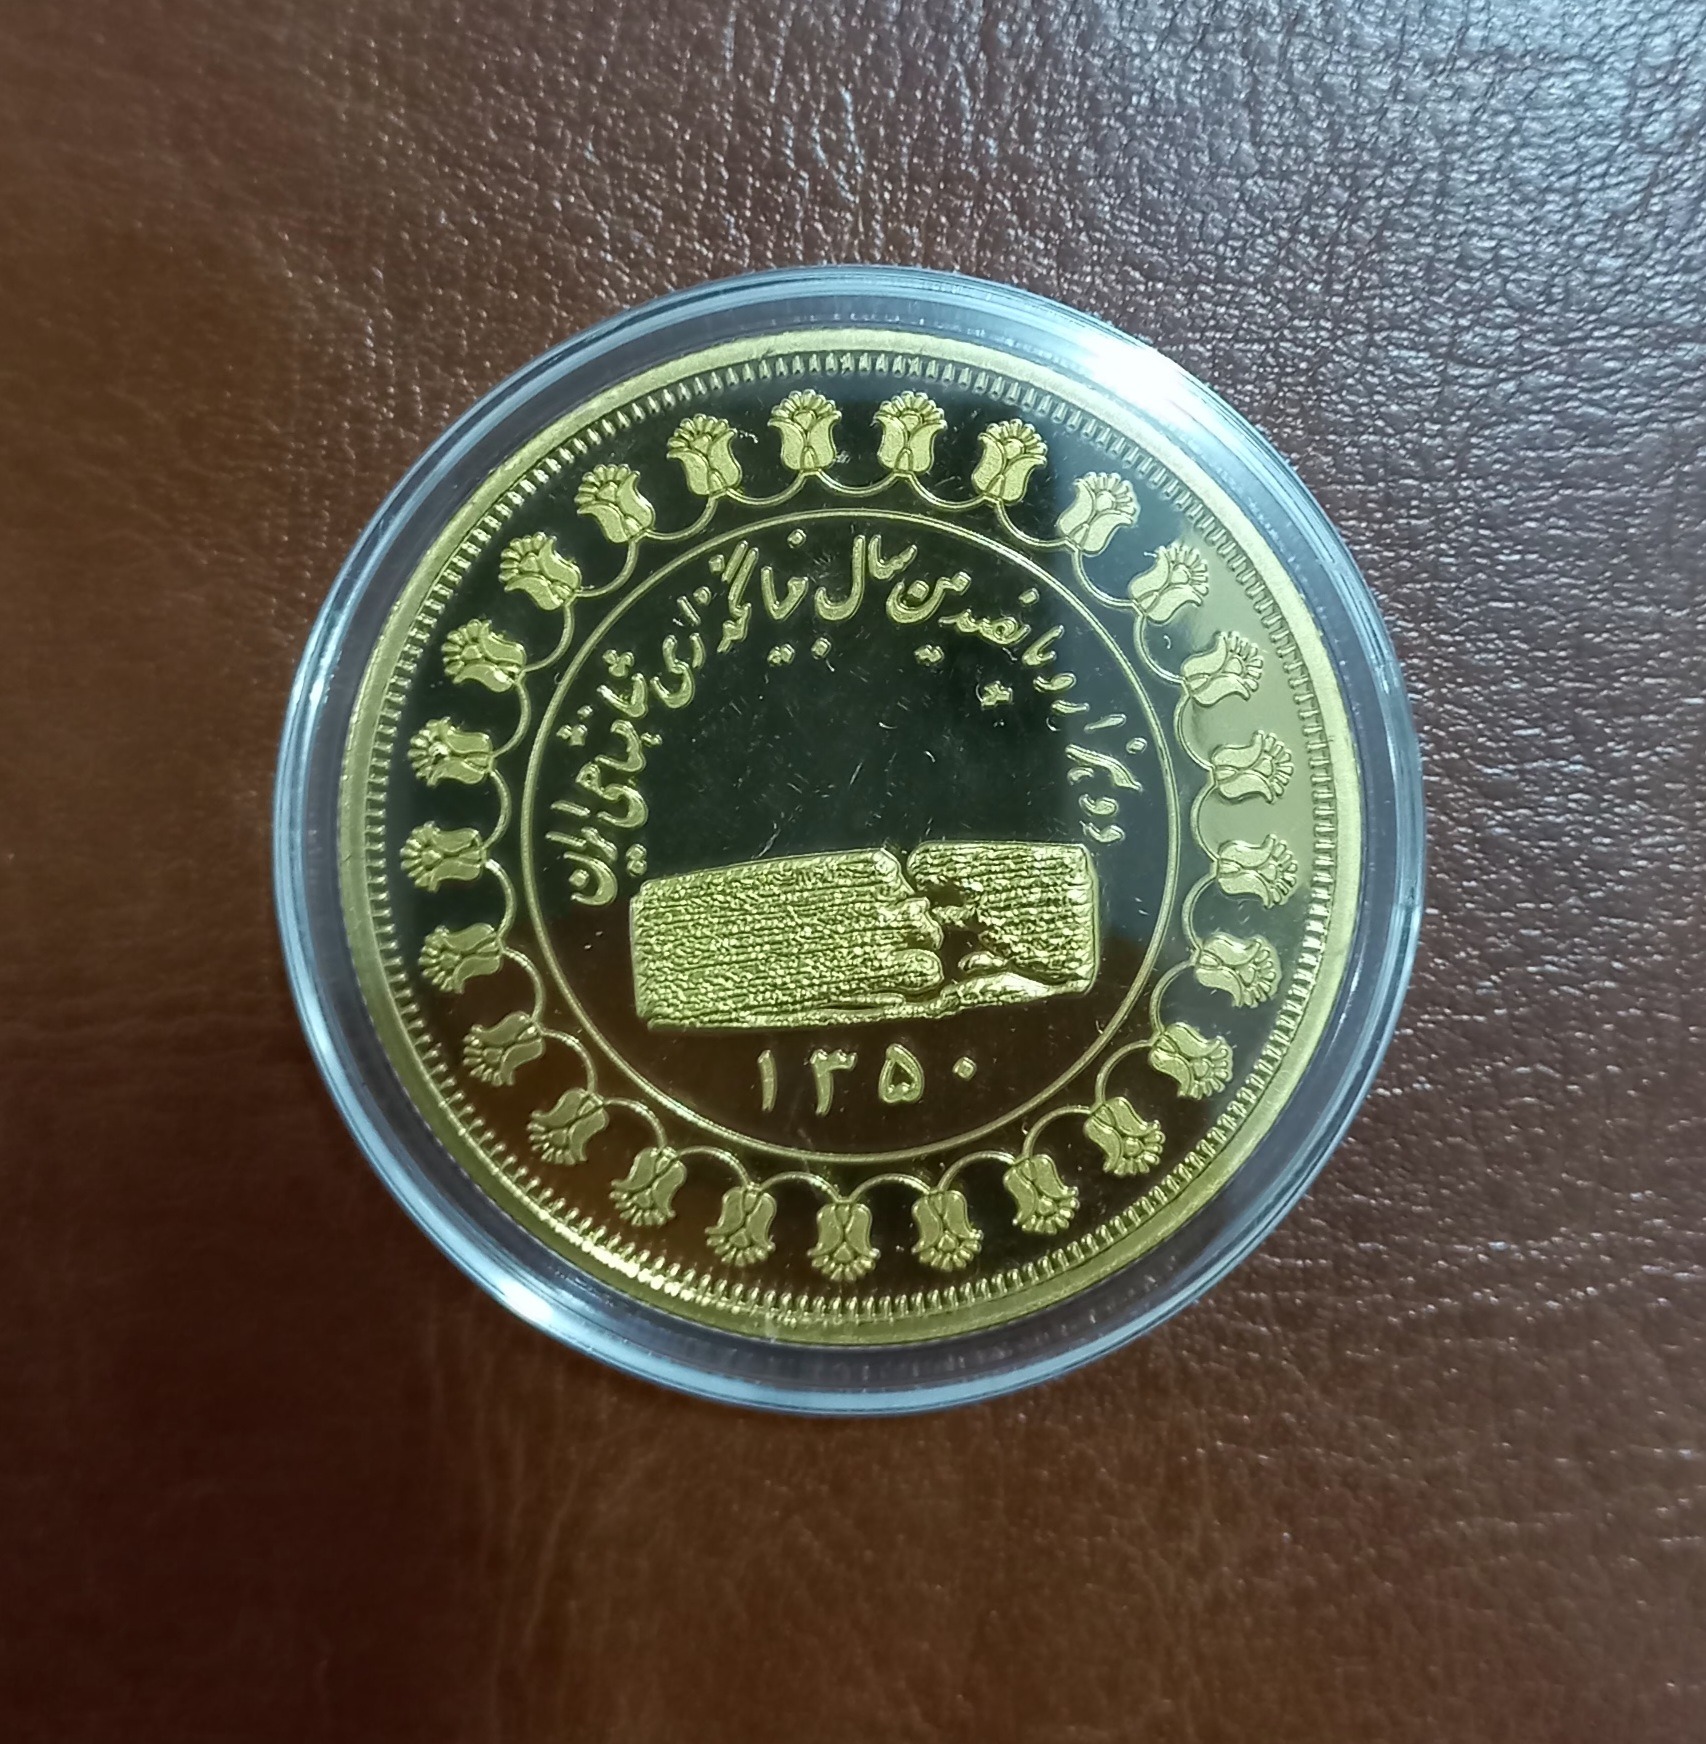 دو هزار و پانصدمین سال بنیانگذاری شاهنشاهی ایران
۱۳۵۰